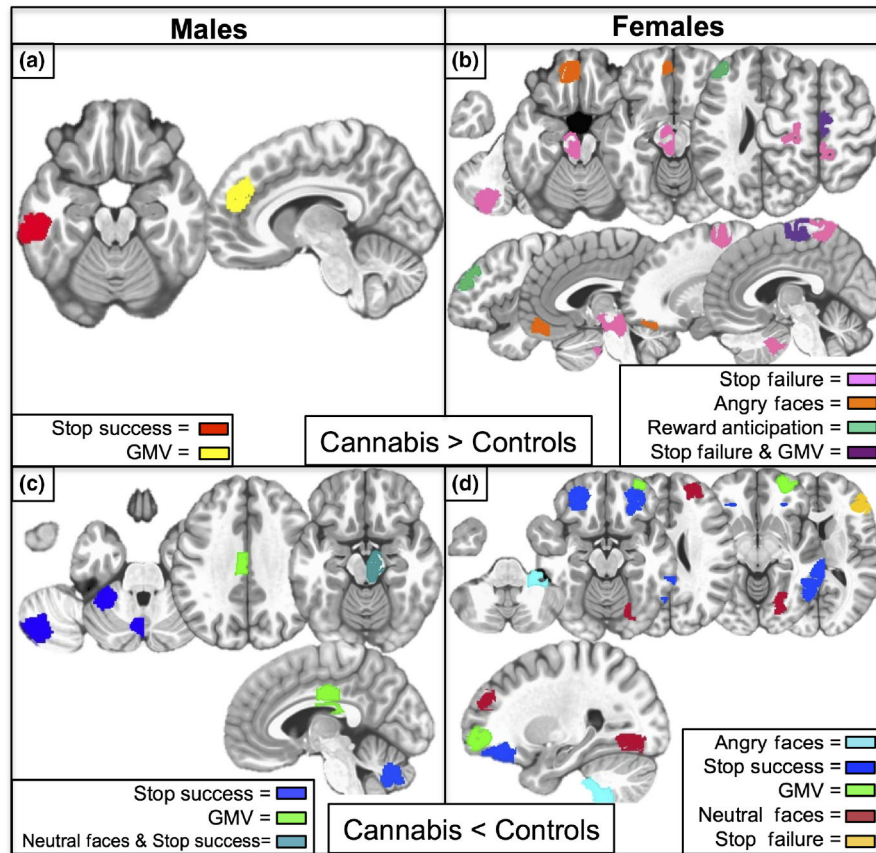 Males
Females
(a)
(b)
Stop success =
GMV =
Stop failure =
Angry faces =
Reward anticipation =
Stop failure & GMV =
Cannabis > Controls
(c)
(d)
Stop success =
GMV =
Neutral faces & Stop success=
Angry faces =
Stop success =
GMV =
Neutral faces =
Stop failure =
Cannabis < Controls